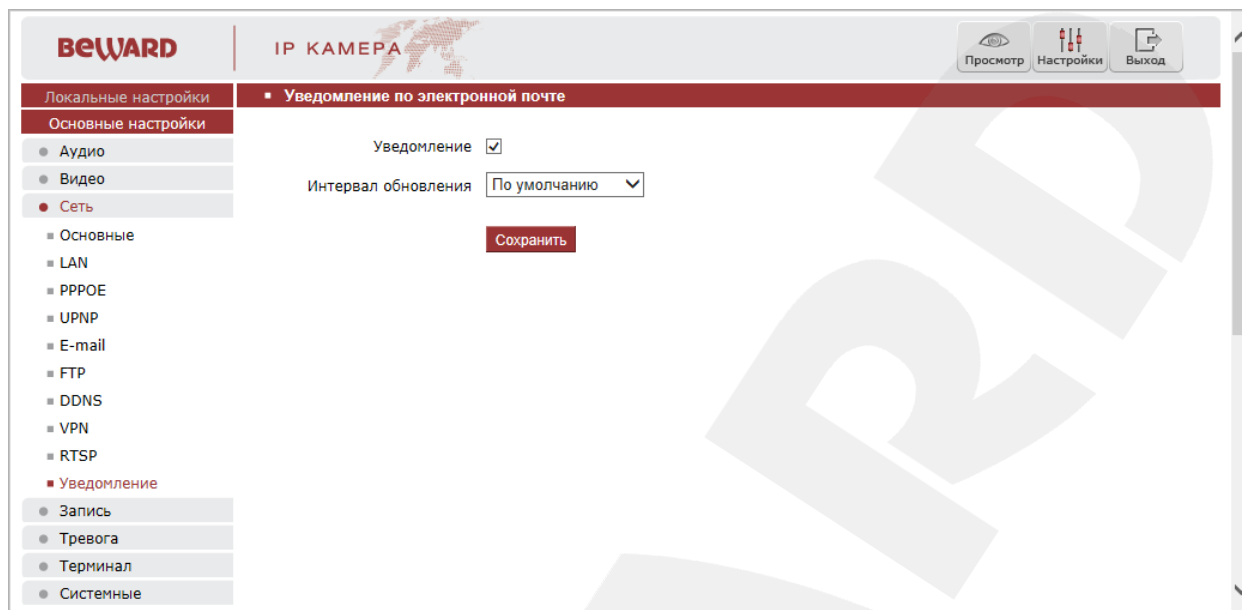 BEWARD
IP КАМЕРА
Просмотр
Настройки
Выход
Локальные настройки
Уведомление по электронной почте
Основные настройки
Аудио
Уведомление
Видео
Интервал обновления По умолчанию
Сеть
Основные
Сохранить
LAN
PPPOE
UPNP
E-mail
FTP
DDNS
VPN
RTSP
Уведомление
Запись
Тревога
Терминал
Системные